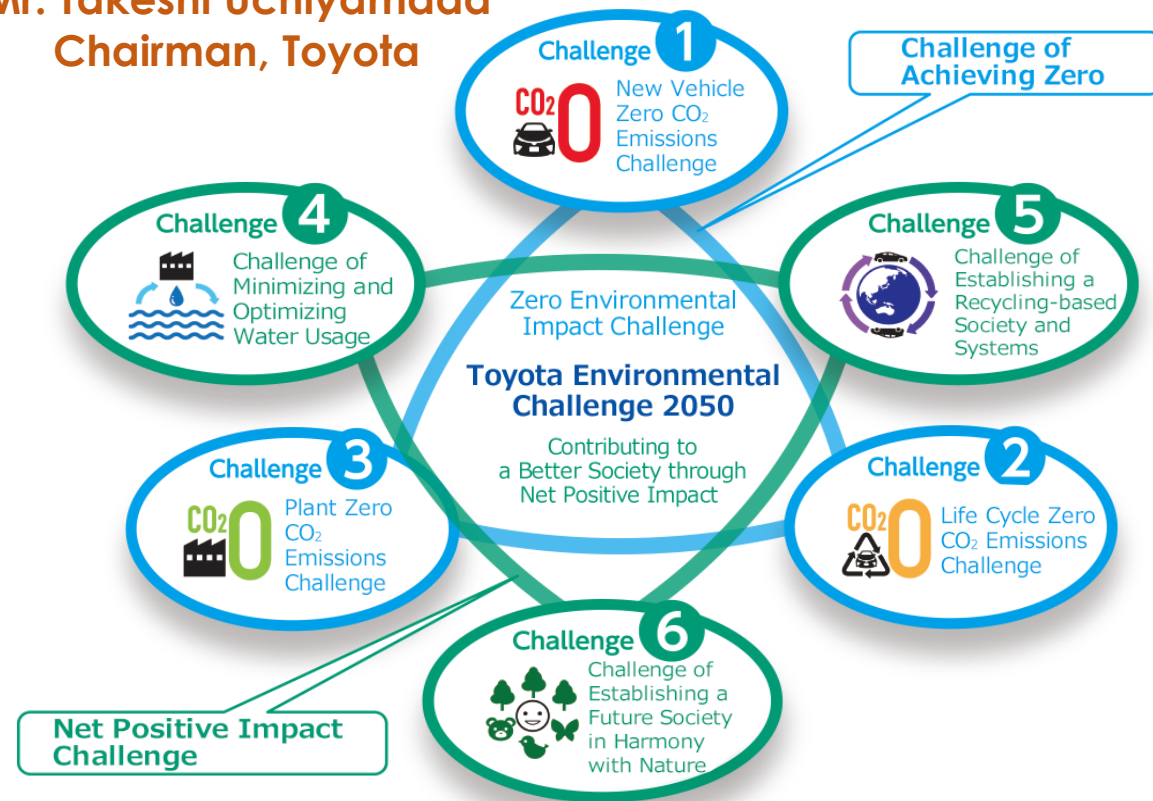 Mr. Takeshi Uchiyamada
Chairman, Toyota
Challenge 1
CO₂ 0
New Vehicle
Zero CO₂
Emissions
Challenge
Challenge of
Achieving Zero
Challenge 4
Challenge of
Minimizing and
Optimizing
Water Usage
Challenge 5
Challenge of
Establishing a
Recycling-based
Society and
Systems
Zero Environmental
Impact Challenge
Toyota Environmental
Challenge 2050
Contributing to
a Better Society through
Net Positive Impact
Challenge 3
CO₂ 0
Plant Zero
CO₂
Emissions
Challenge
Challenge 2
CO₂ 0
Life Cycle Zero
CO₂ Emissions
Challenge
Challenge 6
Challenge of
Establishing a
Future Society
in Harmony
with Nature
Net Positive Impact
Challenge